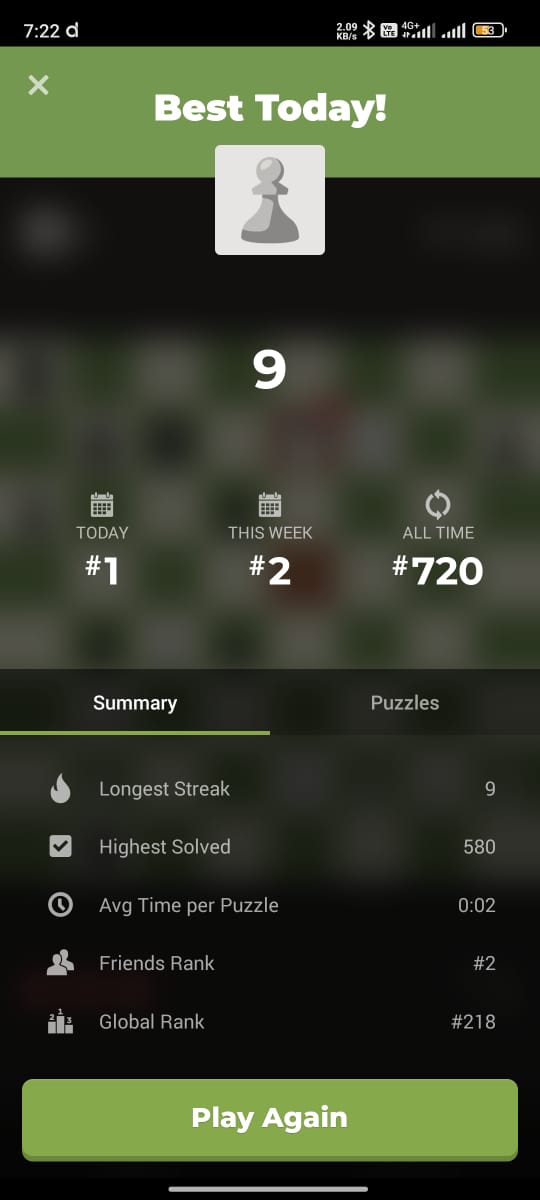 7:22 d 2.09 KB/s Vo LTE 4G+ 53
Best Today!
9
TODAY THIS WEEK ALL TIME
#1 #2 #720
Summary Puzzles
Longest Streak 9
Highest Solved 580
Avg Time per Puzzle 0:02
Friends Rank #2
Global Rank #218
Play Again